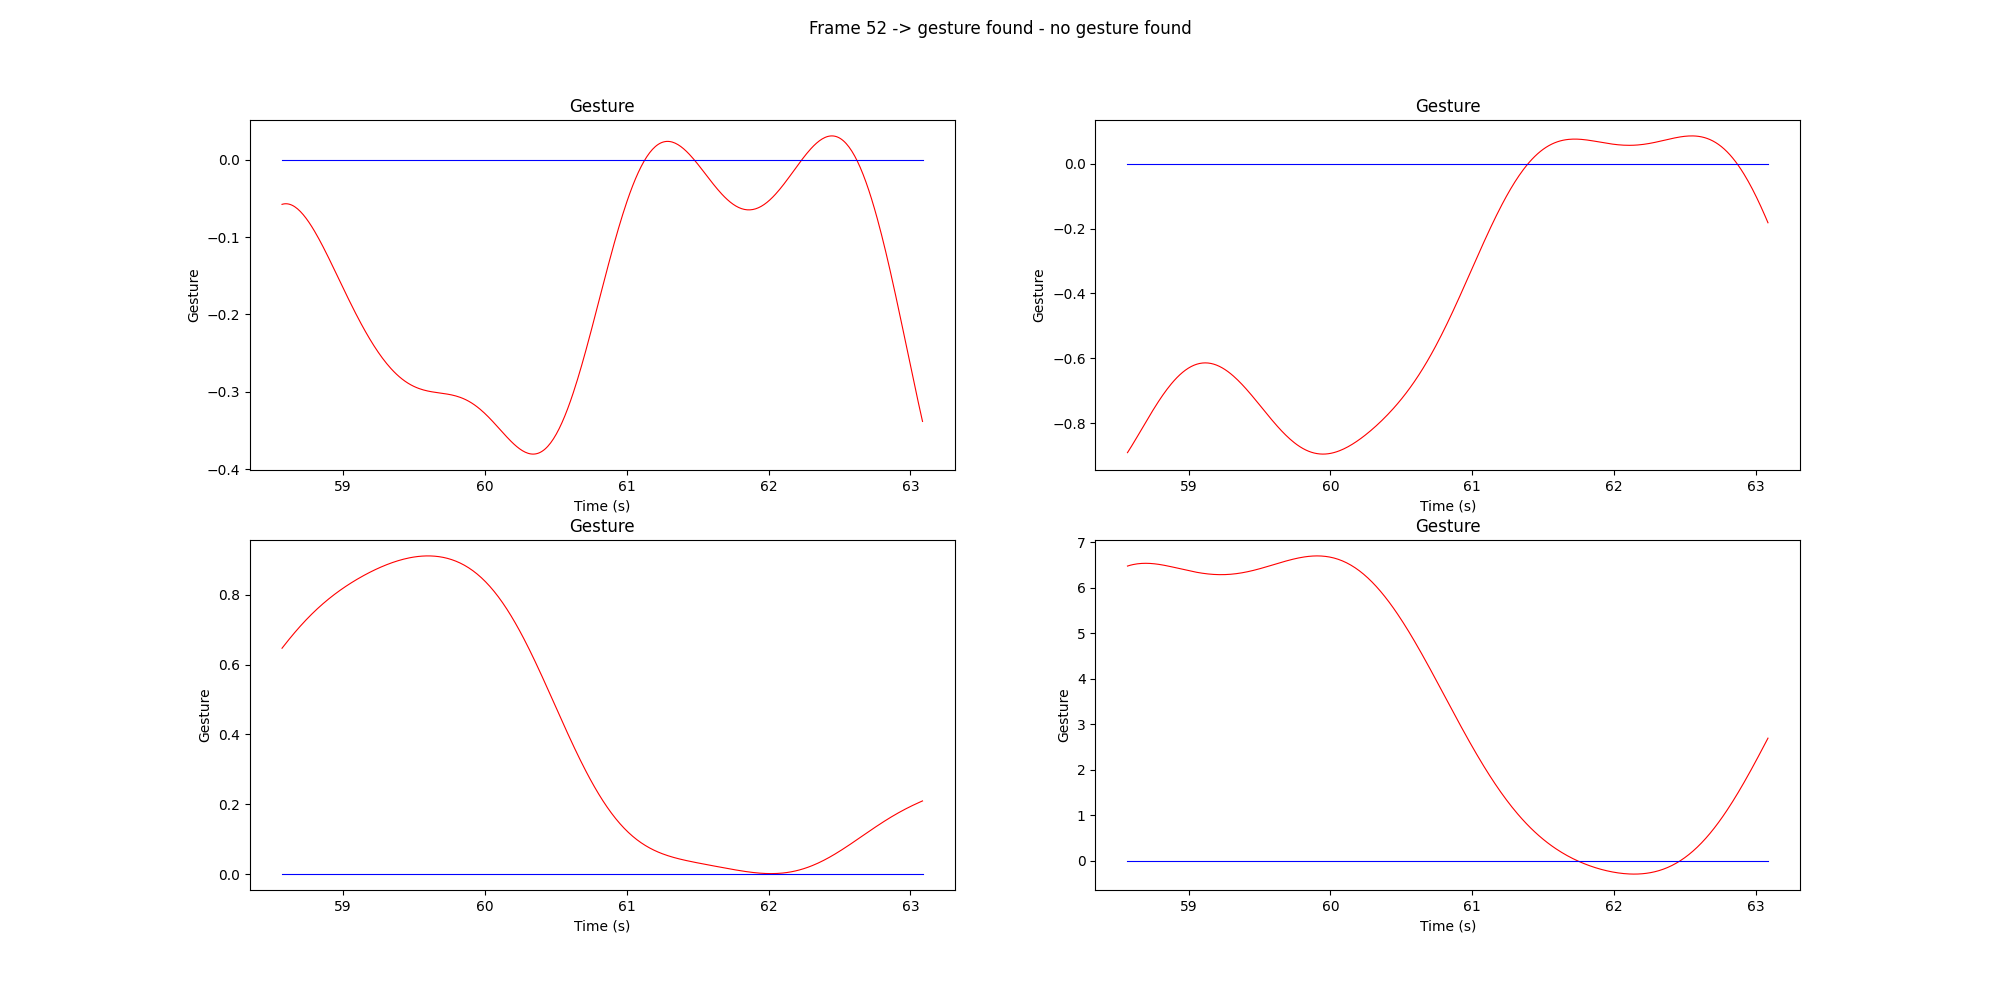 Frame 52 -> gesture found - no gesture found
Gesture
Gesture
0.0
−0.1
−0.2
−0.3
−0.4
59 60 61 62 63
Time (s)
Gesture
Gesture
0.0
−0.2
−0.4
−0.6
−0.8
59 60 61 62 63
Time (s)
Gesture
Gesture
0.8
0.6
0.4
0.2
0.0
59 60 61 62 63
Time (s)
Gesture
Gesture
7
6
5
4
3
2
1
0
59 60 61 62 63
Time (s)